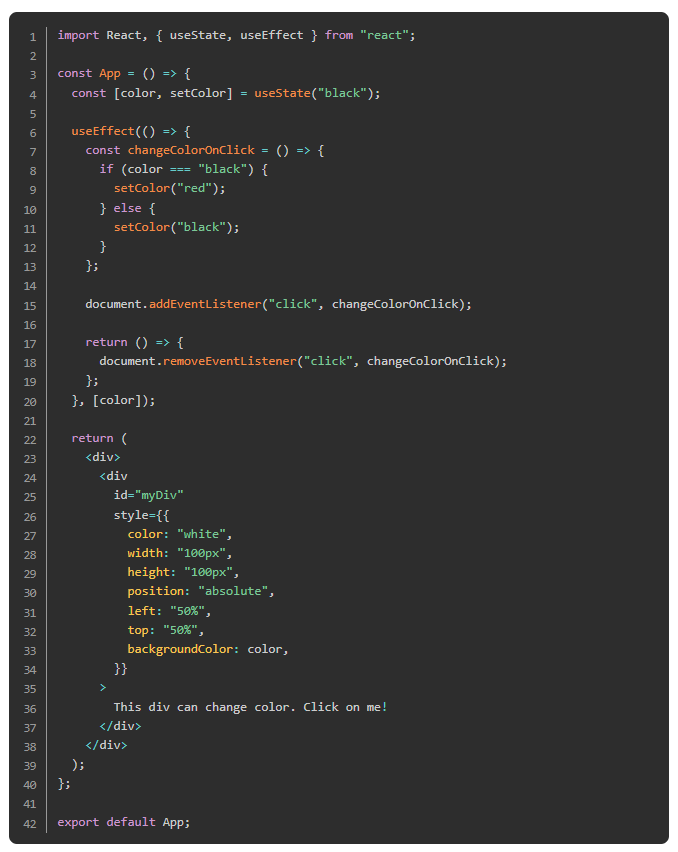 1 import React, { useState, useEffect } from "react";
2
3 const App = () => {
4   const [color, setColor] = useState("black");
5
6   useEffect(() => {
7     const changeColorOnClick = () => {
8       if (color === "black") {
9         setColor("red");
10       } else {
11         setColor("black");
12       }
13     };
14
15     document.addEventListener("click", changeColorOnClick);
16
17     return () => {
18       document.removeEventListener("click", changeColorOnClick);
19     };
20   }, [color]);
21
22   return (
23     <div>
24       <div
25         id="myDiv"
26         style={{
27           color: "white",
28           width: "100px",
29           height: "100px",
30           position: "absolute",
31           left: "50%",
32           top: "50%",
33           backgroundColor: color,
34         }}
35       >
36         This div can change color. Click on me!
37       </div>
38     </div>
39   );
40 };
41
42 export default App;